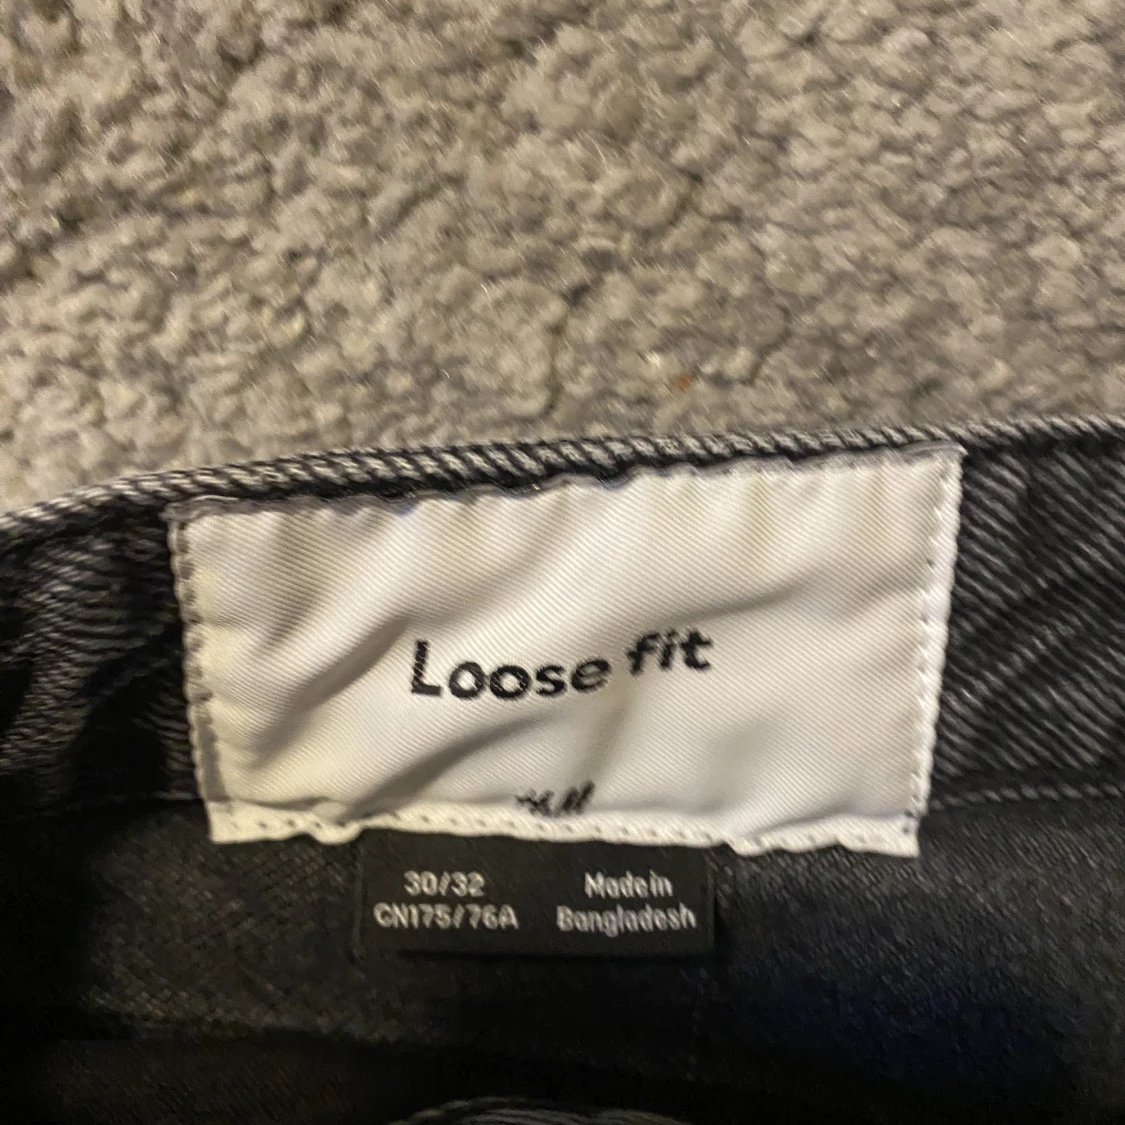 Loose fit
H&M
30/32
CN175/76A
Made in
Bangladesh